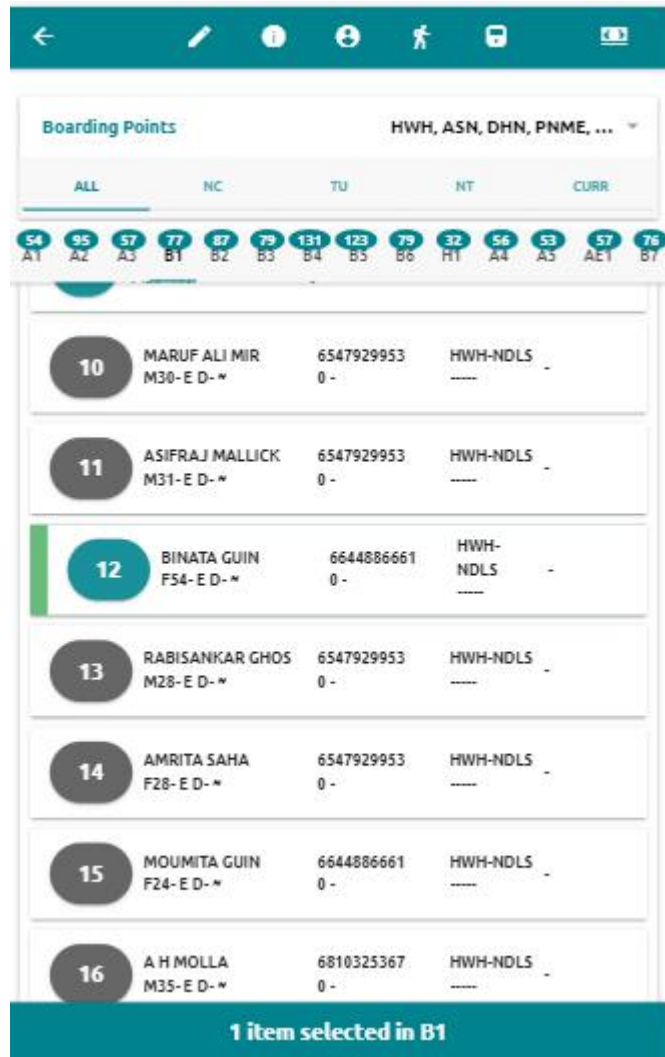 Boarding Points HWH, ASN, DHN, PNME, ...
ALL NC TU NT CURR
54 95 57 77 87 79 131 123 79 32 56 53 57 76
A1 A2 A3 B1 B2 B3 B4 B5 B6 H1 A4 A5 AE1 B7
10 MARUF ALI MIR 6547929953 HWH-NDLS -
M30- E D- ~ 0 - -----
11 ASIFRAJ MALLICK 6547929953 HWH-NDLS -
M31- E D- ~ 0 - -----
12 BINATA GUIN 6644886661 HWH-
NDLS -
F54- E D- ~ 0 - -----
13 RABISANKAR GHOS 6547929953 HWH-NDLS -
M28- E D- ~ 0 - -----
14 AMRITA SAHA 6547929953 HWH-NDLS -
F28- E D- ~ 0 - -----
15 MOUMITA GUIN 6644886661 HWH-NDLS -
F24- E D- ~ 0 - -----
16 A H MOLLA 6810325367 HWH-NDLS -
M35- E D- ~ 0 - -----
1 item selected in B1